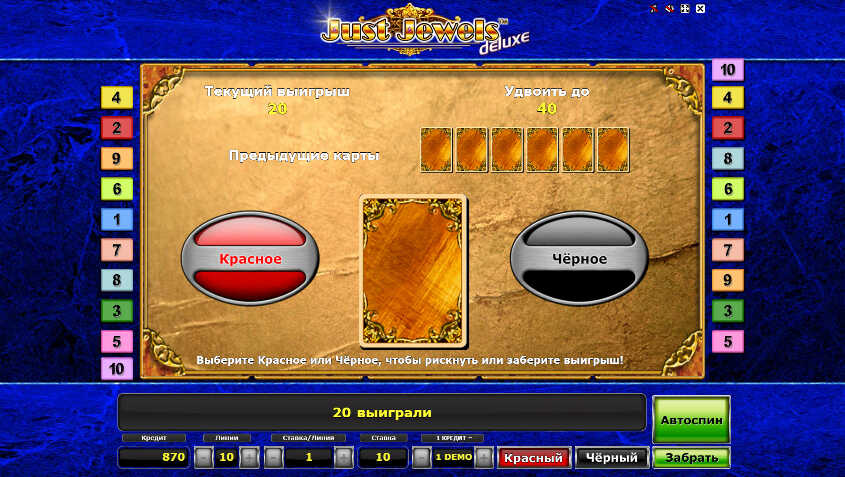 Just Jewels™
deluxe
Текущий выигрыш
20
Удвоить до
40
Предыдущие карты
Красное
Чёрное
Выберите Красное или Чёрное, чтобы рискнуть или заберите выигрыш!
4
2
9
6
1
7
8
3
5
10
10
4
2
8
6
1
7
9
3
5
20 выиграли
Автоспин
Кредит
Линии
Ставка/Линия
Ставка
1 КРЕДИТ =
870
- 10 +
- 1 +
10
- 1 DEMO +
Красный
Чёрный
Забрать